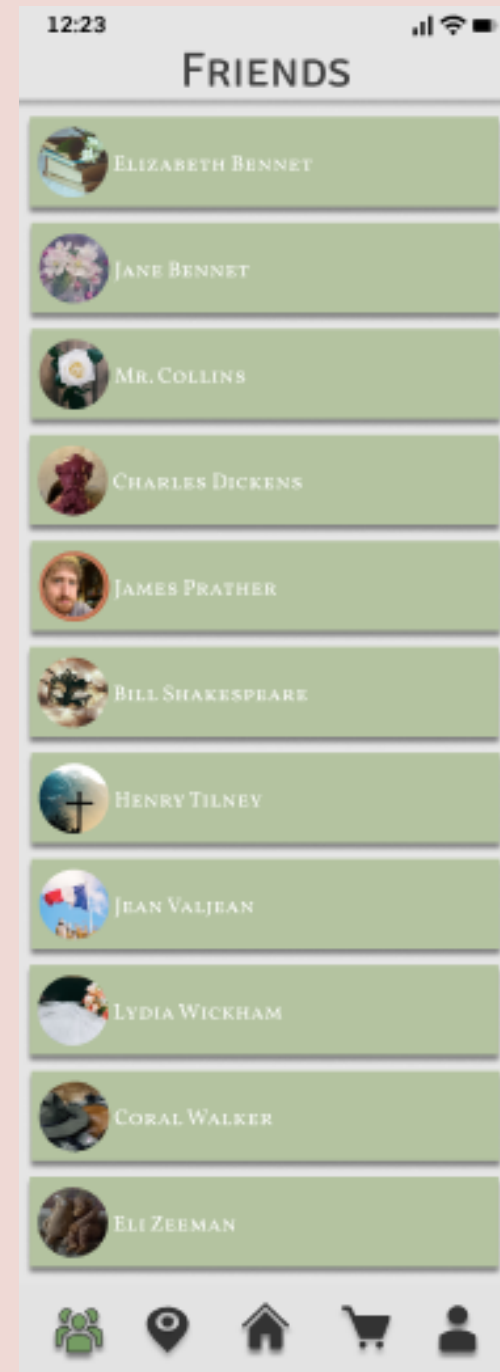 12:23
Friends
Elizabeth Bennet
Jane Bennet
Mr. Collins
Charles Dickens
James Prather
Bill Shakespeare
Henry Tilney
Jean Valjean
Lydia Wickham
Coral Walker
Eli Zeeman